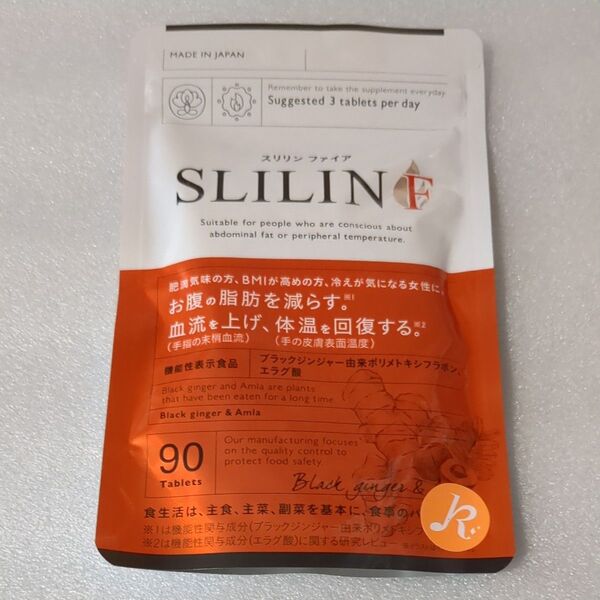 MADE IN JAPAN
Remember to take the supplement everyday.
Suggested 3 tablets per day
スリリン ファイア
SLILIN F
Suitable for people who are conscious about
abdominal fat or peripheral temperature.
肥満気味の方、BMIが高めの方、冷えが気になる女性に。
お腹の脂肪を減らす。※1
血流を上げ、体温を回復する。※2
(手指の末梢血流) (手の皮膚表面温度)
機能性表示食品
ブラックジンジャー由来ポリメトキシフラボン、
エラグ酸
Black ginger and Amla are plants
that have been eaten for a long time.
Black ginger & Amla
90
Tablets
Our manufacturing focuses
on the quality control to
protect food safety.
Black ginger &
食生活は、主食、主菜、副菜を基本に、食事のバ
※1は機能性関与成分(ブラックジンジャー由来ポリメトキシフ
※2は機能性関与成分(エラグ酸)に関する研究レビュー